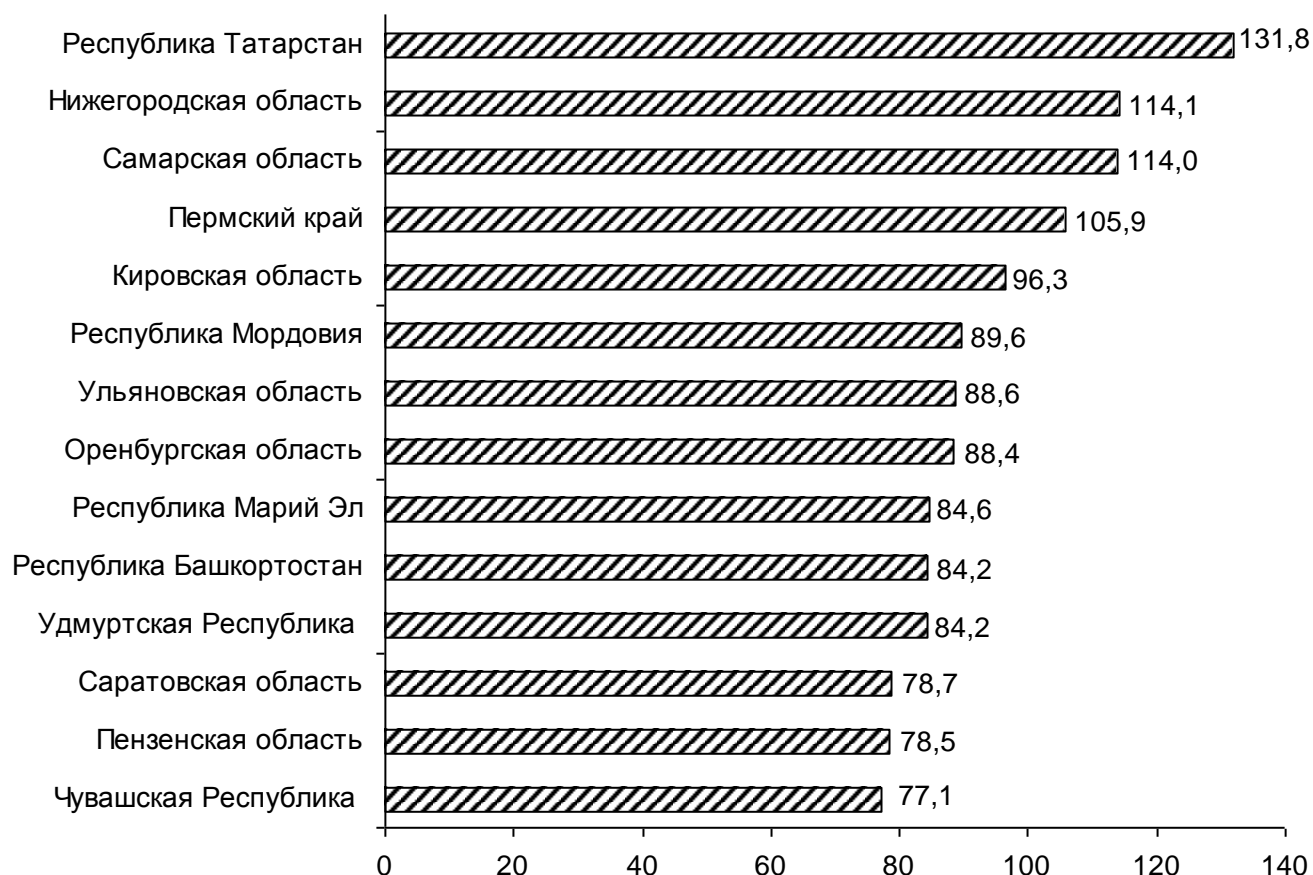 Республика Татарстан 131,8
Нижегородская область 114,1
Самарская область 114,0
Пермский край 105,9
Кировская область 96,3
Республика Мордовия 89,6
Ульяновская область 88,6
Оренбургская область 88,4
Республика Марий Эл 84,6
Республика Башкортостан 84,2
Удмуртская Республика 84,2
Саратовская область 78,7
Пензенская область 78,5
Чувашская Республика 77,1
0 20 40 60 80 100 120 140